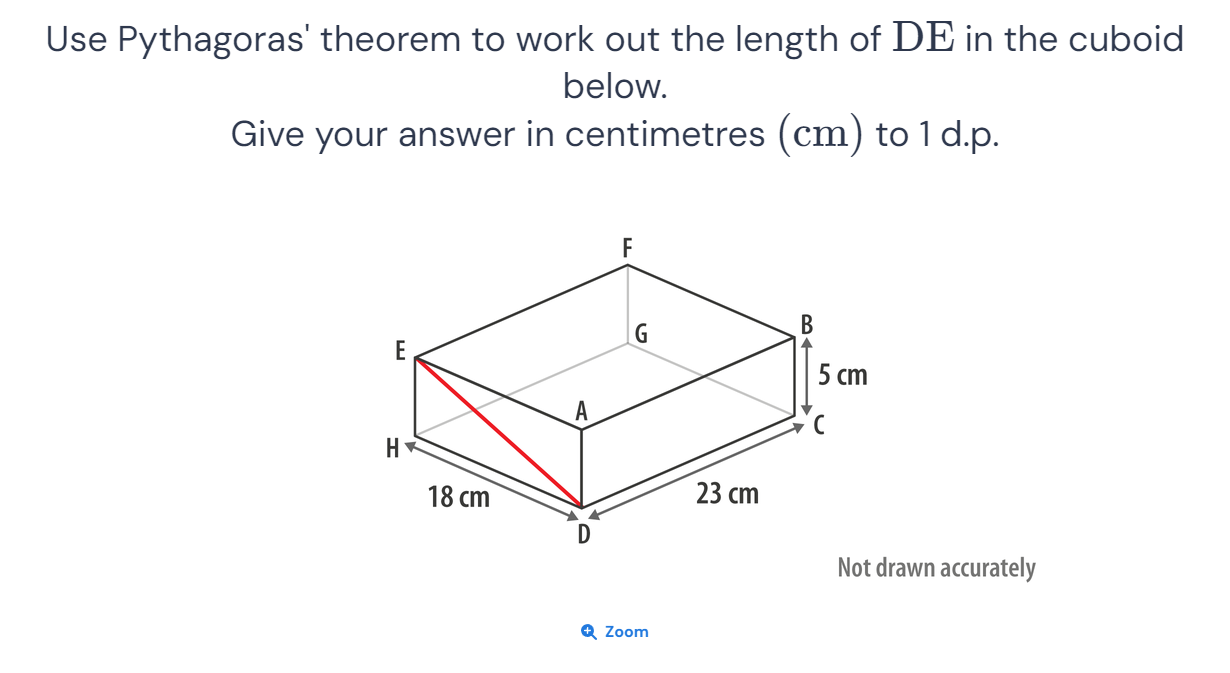 Use Pythagoras' theorem to work out the length of DE in the cuboid
below.
Give your answer in centimetres (cm) to 1 d.p.
F
G
B
E
5 cm
A
C
H
18 cm
23 cm
D
Not drawn accurately
Zoom